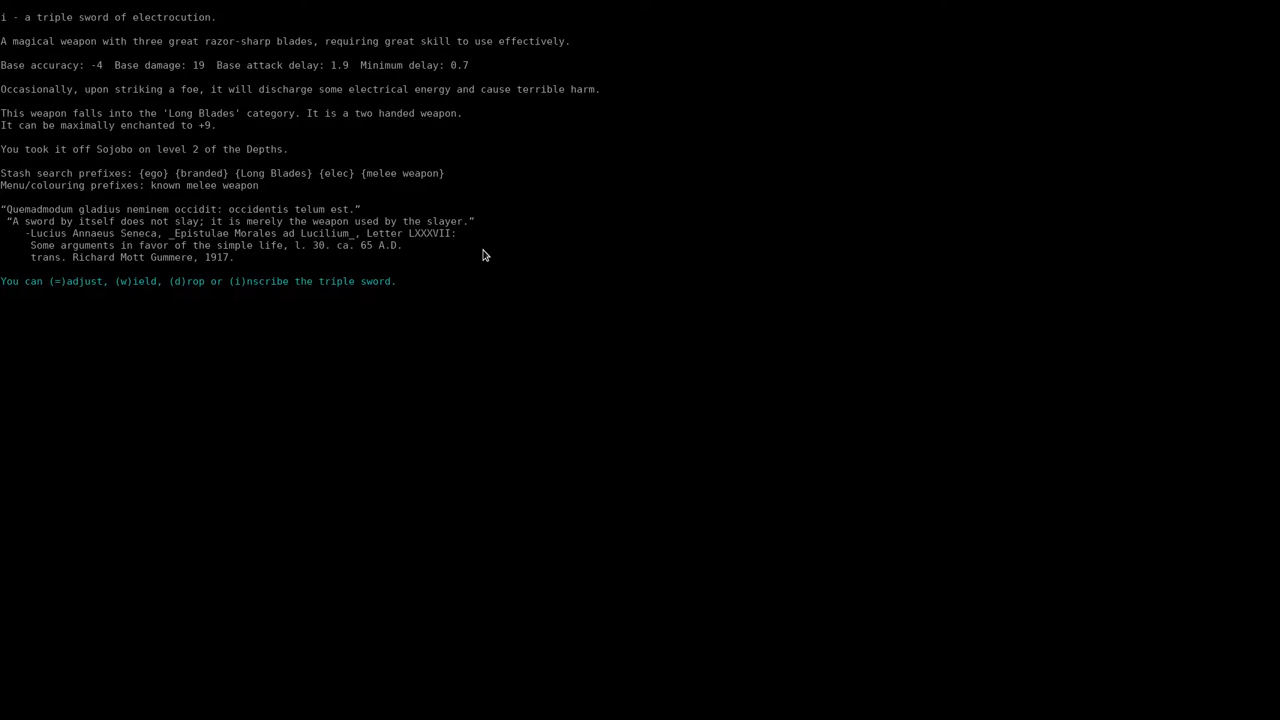 i - a triple sword of electrocution.
A magical weapon with three great razor-sharp blades, requiring great skill to use effectively.
Base accuracy: -4  Base damage: 19  Base attack delay: 1.9  Minimum delay: 0.7
Occasionally, upon striking a foe, it will discharge some electrical energy and cause terrible harm.
This weapon falls into the 'Long Blades' category. It is a two handed weapon.
It can be maximally enchanted to +9.
You took it off Sojobo on level 2 of the Depths.
Stash search prefixes: {ego} {branded} {Long Blades} {elec} {melee weapon}
Menu/colouring prefixes: known melee weapon
“Quemadmodum gladius neminem occidit: occidentis telum est.”
“A sword by itself does not slay; it is merely the weapon used by the slayer.”
-Lucius Annaeus Seneca, _Epistulae Morales ad Lucilium_, Letter LXXXVII:
Some arguments in favor of the simple life, l. 30. ca. 65 A.D.
trans. Richard Mott Gummere, 1917.
You can (=)adjust, (w)ield, (d)rop or (i)nscribe the triple sword.